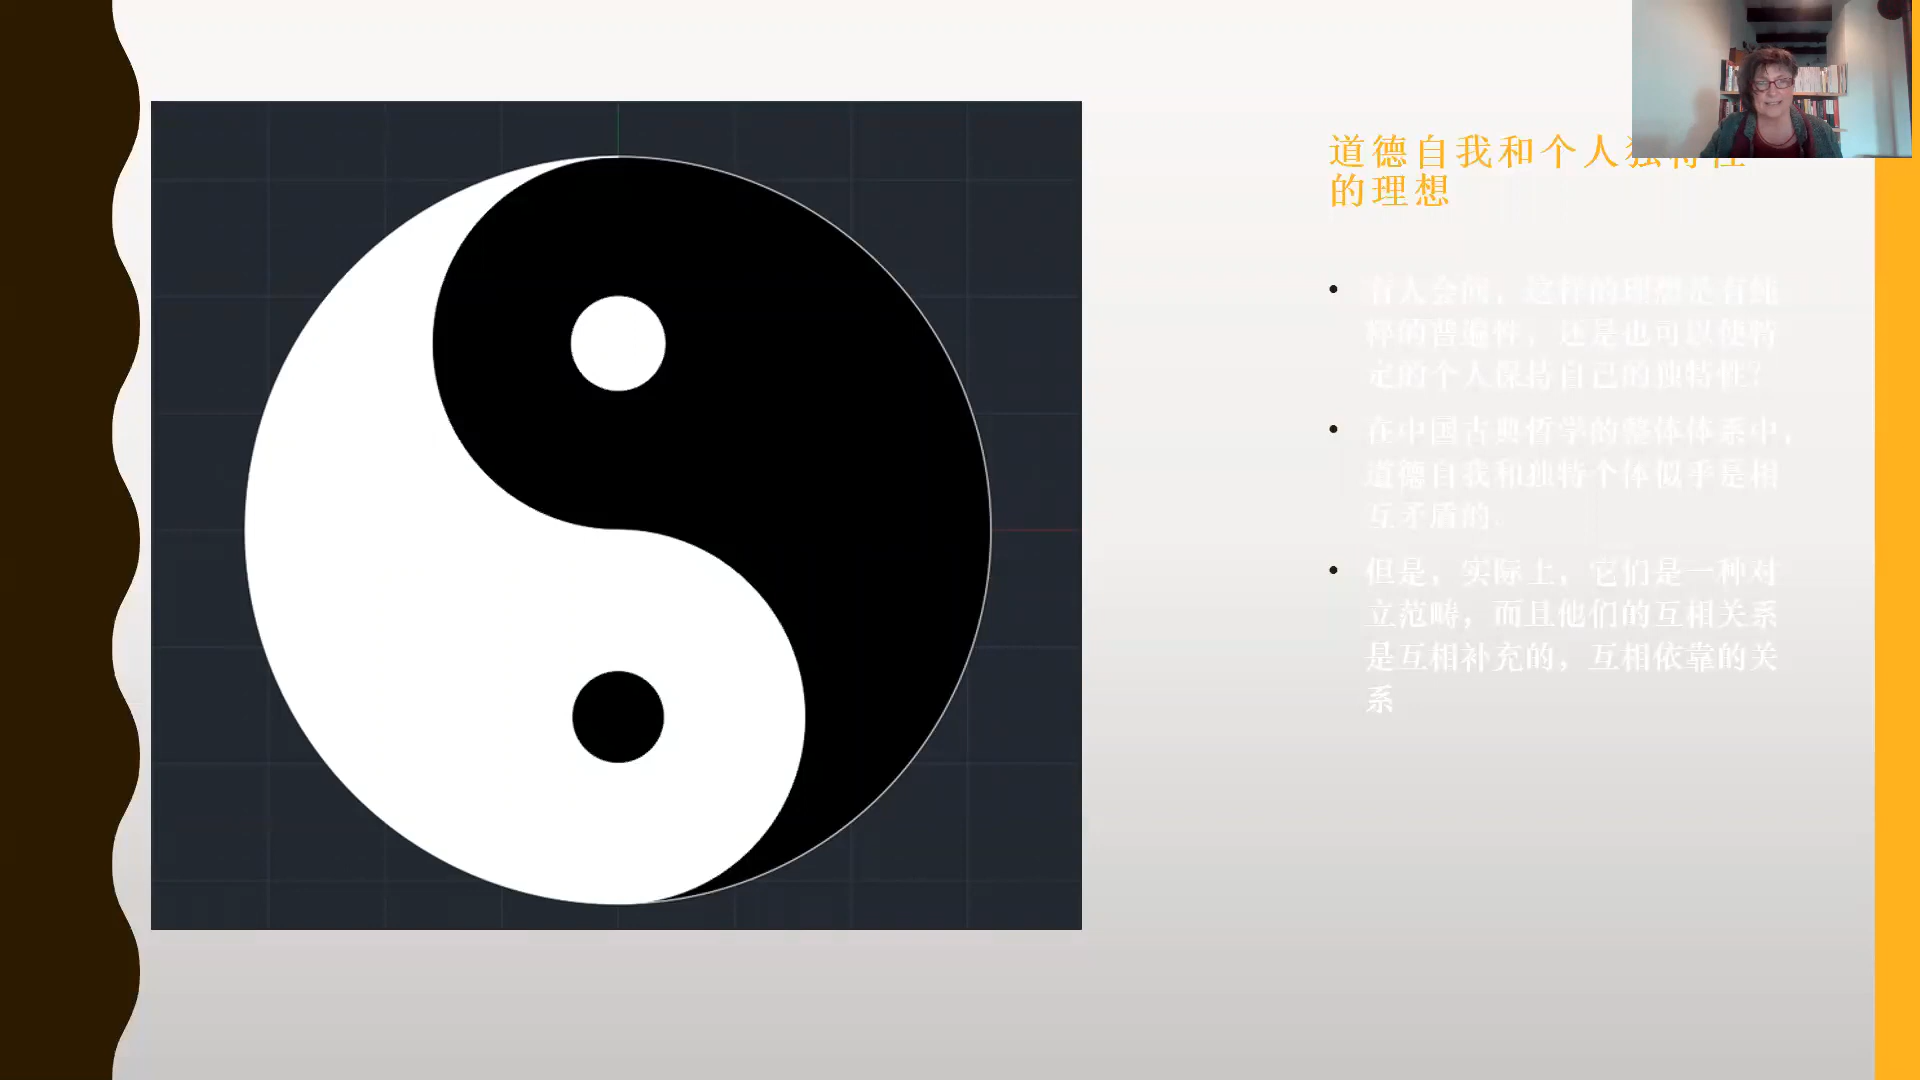 道德自我和个人独特性
的理想
有人会问，这样的理想是有纯
粹的普遍性，还是也可以使特
定的个人保持自己的独特性？
在中国古典哲学的整体体系中，
道德自我和独特个体似乎是相
互矛盾的。
但是，实际上，它们是一种对
立范畴，而且他们的互相关系
是互相补充的，互相依靠的关
系